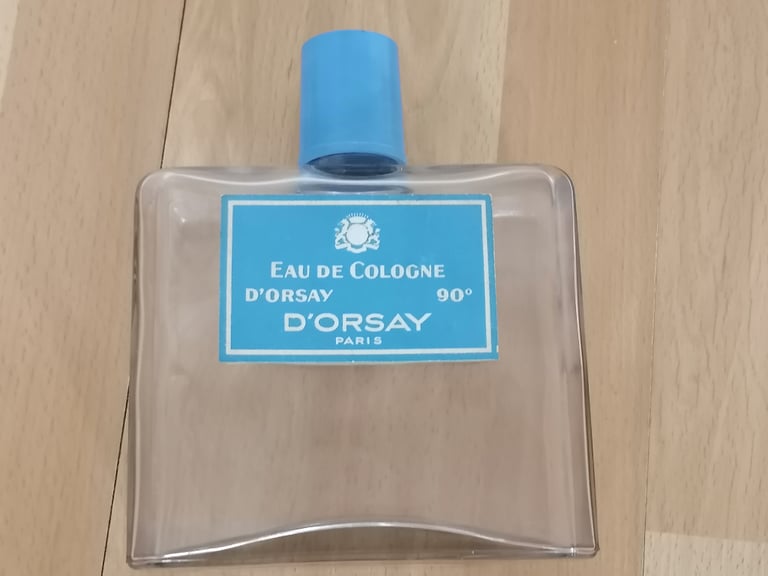 EAU DE COLOGNE
D'ORSAY 90°
D'ORSAY
PARIS